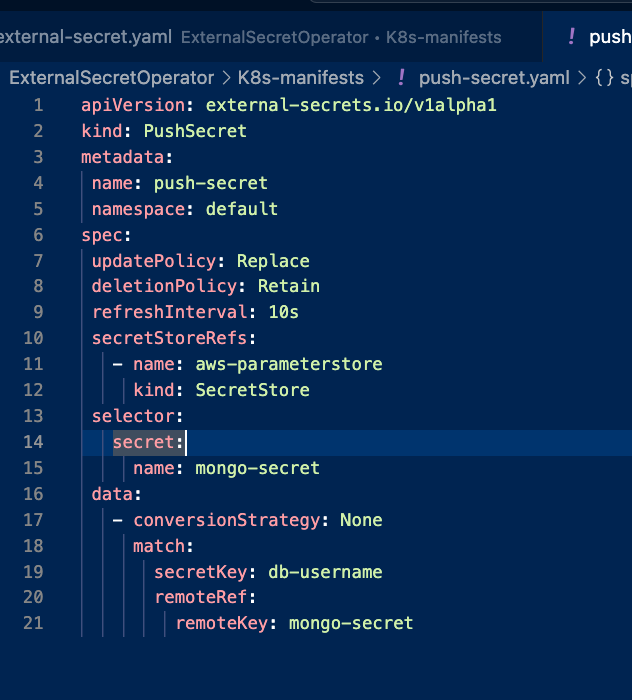 external-secret.yaml ExternalSecretOperator • K8s-manifests ! push
ExternalSecretOperator > K8s-manifests > ! push-secret.yaml > {} sp
1 apiVersion: external-secrets.io/v1alpha1
2 kind: PushSecret
3 metadata:
4 name: push-secret
5 namespace: default
6 spec:
7 updatePolicy: Replace
8 deletionPolicy: Retain
9 refreshInterval: 10s
10 secretStoreRefs:
11 - name: aws-parameterstore
12 kind: SecretStore
13 selector:
14 secret:
15 name: mongo-secret
16 data:
17 - conversionStrategy: None
18 match:
19 secretKey: db-username
20 remoteRef:
21 remoteKey: mongo-secret